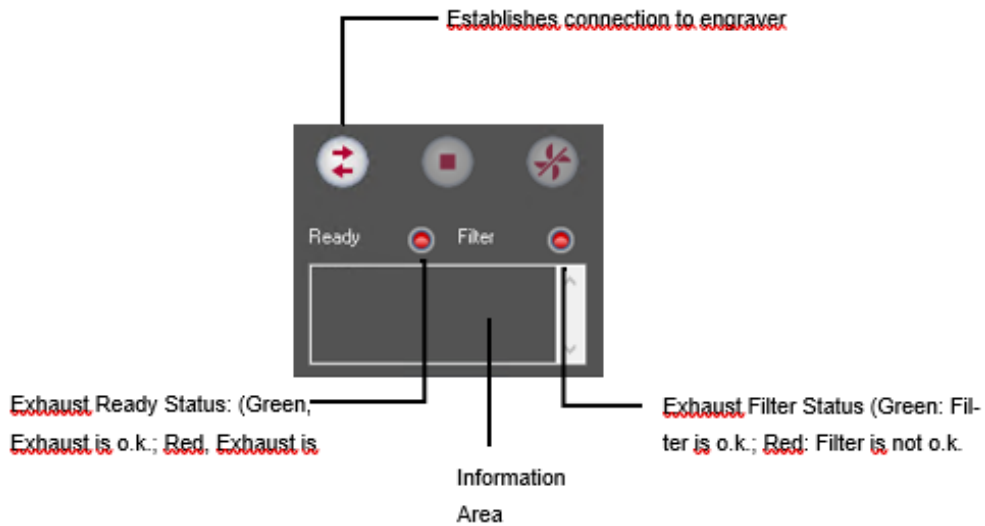 Establishes connection to engraver
Ready Filter
Exhaust Ready Status: (Green,
Exhaust is o.k.; Red, Exhaust is
Exhaust Filter Status (Green: Fil-
ter is o.k.; Red: Filter is not o.k.
Information
Area